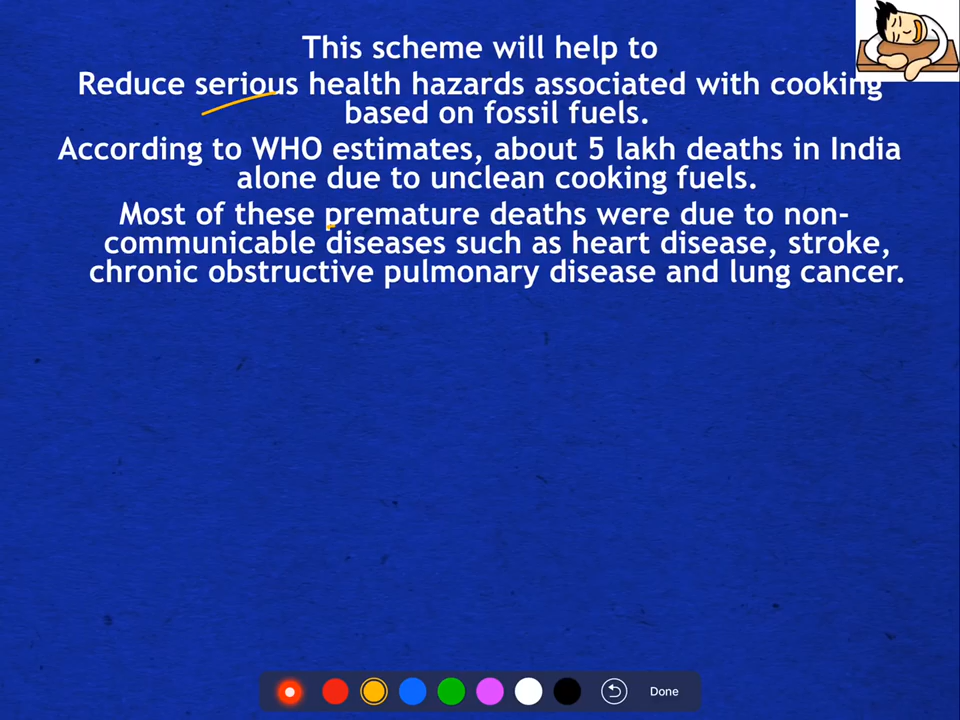 This scheme will help to
Reduce serious health hazards associated with cooking
based on fossil fuels.
According to WHO estimates, about 5 lakh deaths in India
alone due to unclean cooking fuels.
Most of these premature deaths were due to non-
communicable diseases such as heart disease, stroke,
chronic obstructive pulmonary disease and lung cancer.
Done